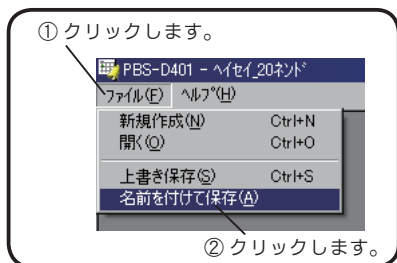 ① クリックします。
PBS-D401 - ﾍｲｾｲ_20ﾈﾝﾄﾞ
ﾌｧｲﾙ(F) ﾍﾙﾌﾟ(H)
新規作成(N) Ctrl+N
開く(O) Ctrl+O
上書き保存(S) Ctrl+S
名前を付けて保存(A)
② クリックします。